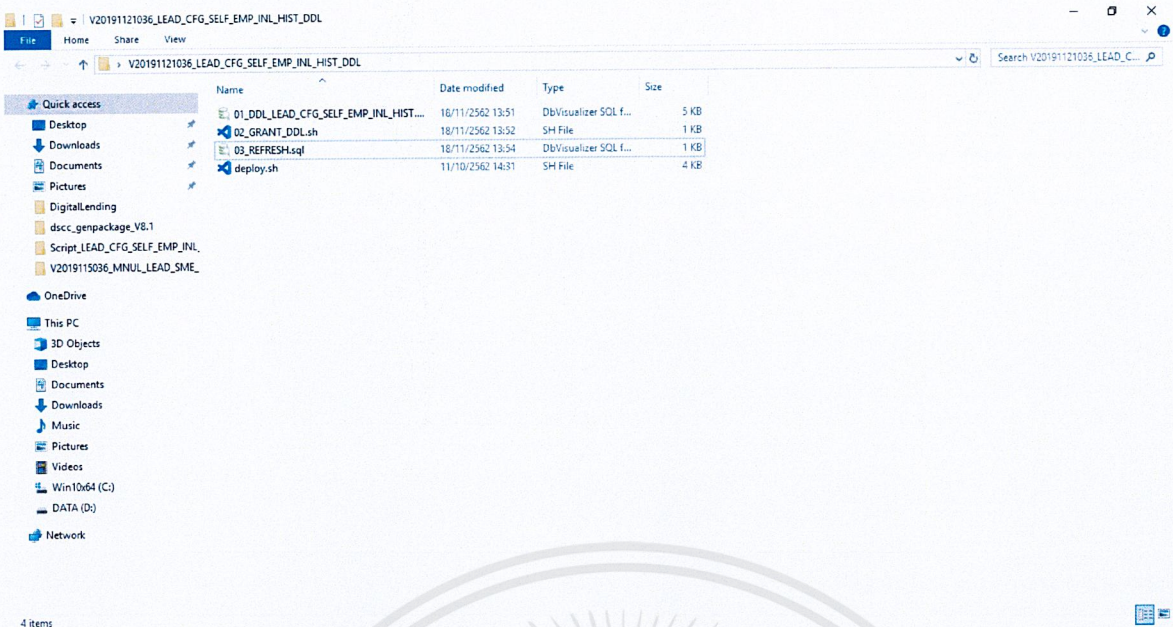 V20191121036_LEAD_CFG_SELF_EMP_INL_HIST_DDL
File Home Share View
V20191121036_LEAD_CFG_SELF_EMP_INL_HIST_DDL Search V20191121036_LEAD_C...
Name Date modified Type Size
Quick access
Desktop
Downloads
Documents
Pictures
DigitalLending
dscc_genpackage_V8.1
Script_LEAD_CFG_SELF_EMP_INL_
V2019115036_MNUL_LEAD_SME_
OneDrive
This PC
3D Objects
Desktop
Documents
Downloads
Music
Pictures
Videos
Win10x64 (C:)
DATA (D:)
Network
01_DDL_LEAD_CFG_SELF_EMP_INL_HIST.... 18/11/2562 13:51 DbVisualizer SQL f... 5 KB
02_GRANT_DDL.sh 18/11/2562 13:52 SH File 1 KB
03_REFRESH.sql 18/11/2562 13:54 DbVisualizer SQL f... 1 KB
deploy.sh 11/10/2562 14:31 SH File 4 KB
4 items